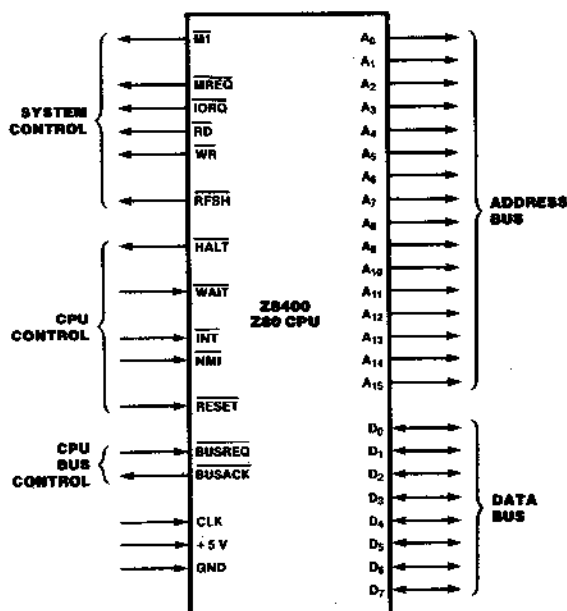 SYSTEM
CONTROL
M1
MREQ
IORQ
RD
WR
RFSH
CPU
CONTROL
HALT
WAIT
INT
NMI
RESET
CPU
BUS
CONTROL
BUSREQ
BUSACK
CLK
+5 V
GND
Z8400
Z80 CPU
A0
A1
A2
A3
A4
A5
A6
A7
A8
A9
A10
A11
A12
A13
A14
A15
ADDRESS
BUS
D0
D1
D2
D3
D4
D5
D6
D7
DATA
BUS